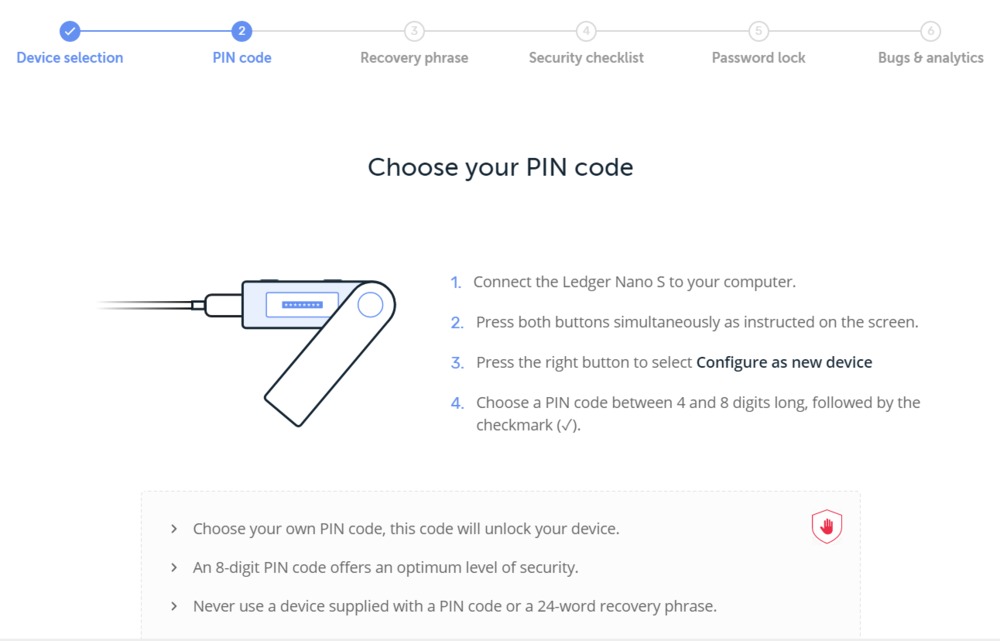 2 3 4 5 6
Device selection PIN code Recovery phrase Security checklist Password lock Bugs & analytics
Choose your PIN code
1. Connect the Ledger Nano S to your computer.
2. Press both buttons simultaneously as instructed on the screen.
3. Press the right button to select Configure as new device
4. Choose a PIN code between 4 and 8 digits long, followed by the
checkmark (✓).
> Choose your own PIN code, this code will unlock your device.
> An 8-digit PIN code offers an optimum level of security.
> Never use a device supplied with a PIN code or a 24-word recovery phrase.